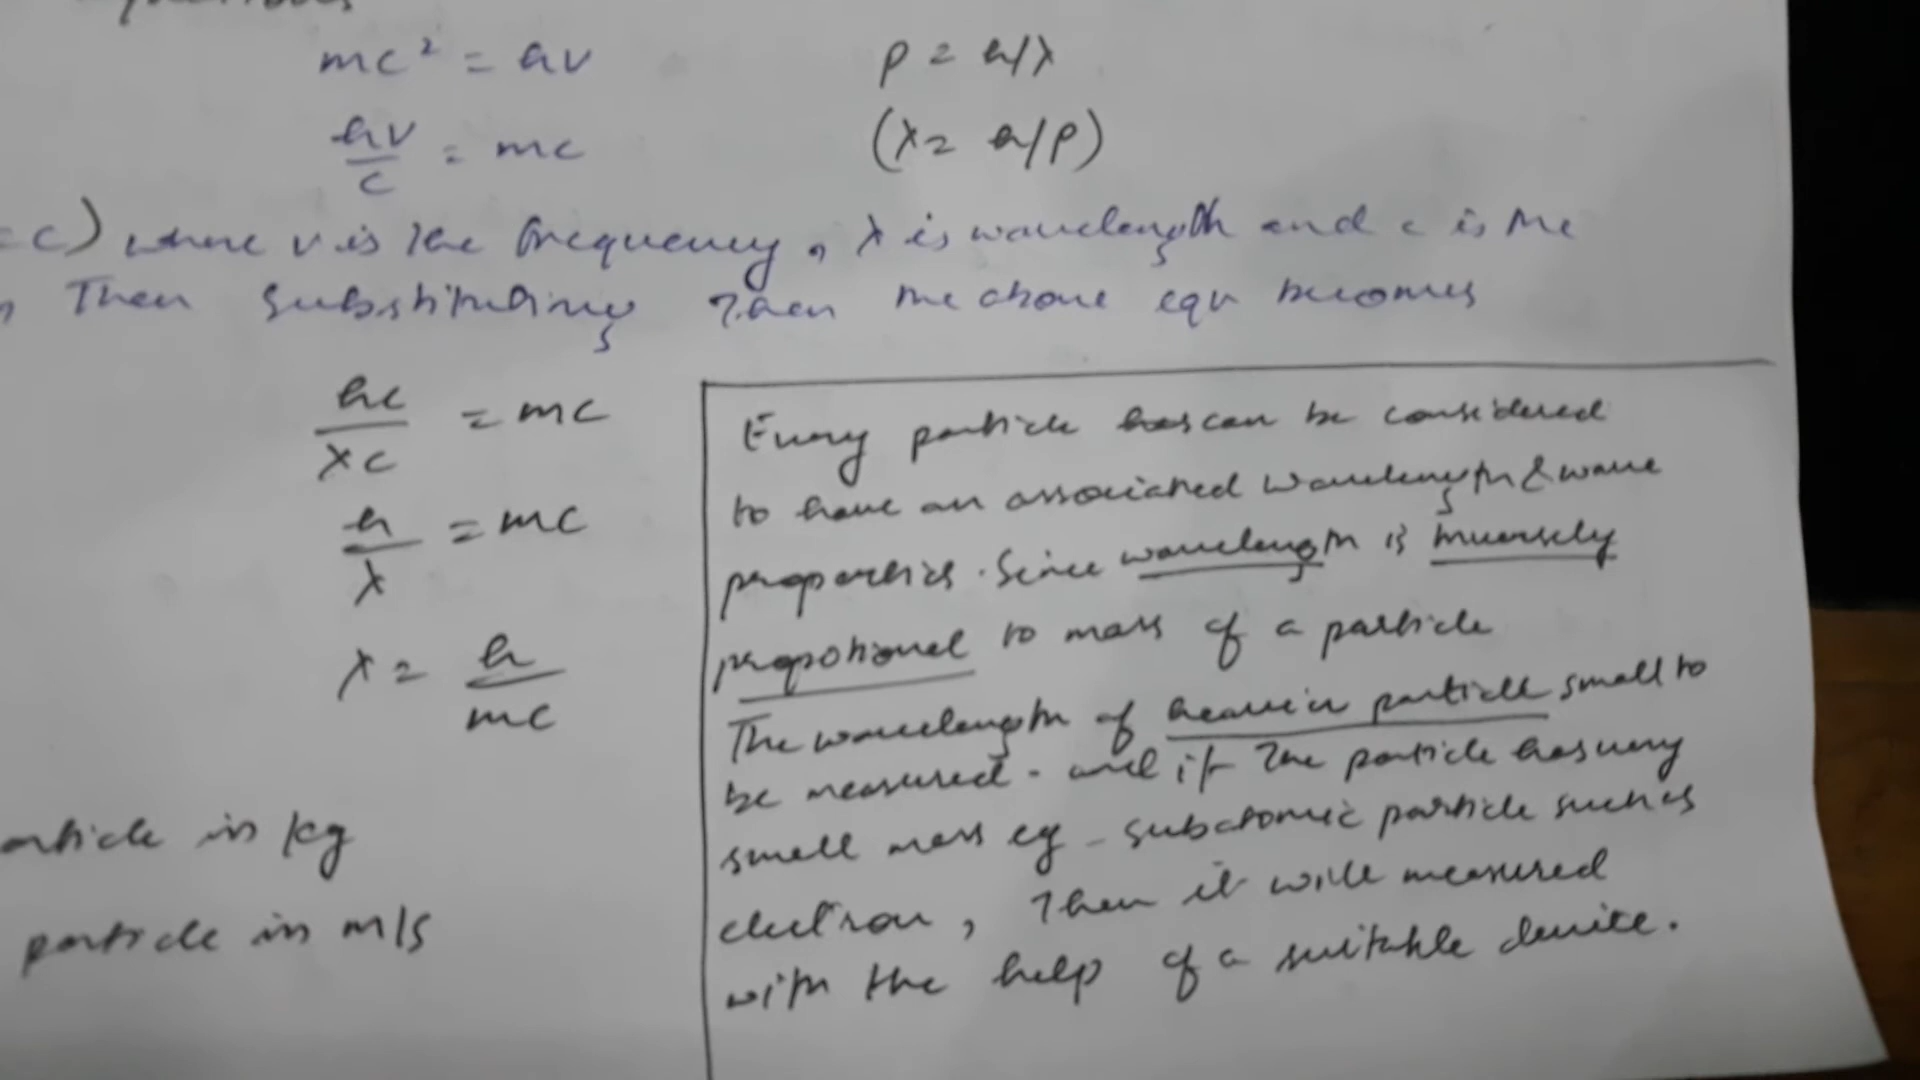 mc² = hν
p = h/λ
hν/c = mc
(λ = h/p)
= c) where ν is the frequency, λ is wavelength and c is the
Then substituting then the above eqn becomes
hc/λc = mc
h/λ = mc
λ = h/mc
particle in kg
particle in m/s
Every particle has can be considered
to have an associated wavelength & wave
properties. Since wavelength is inversely
propotional to mass of a particle
The wavelength of heavier particle small to
be measured. and if the particle has very
small mass eg - subatomic particle such as
electron, then it will measured
with the help of a suitable device.